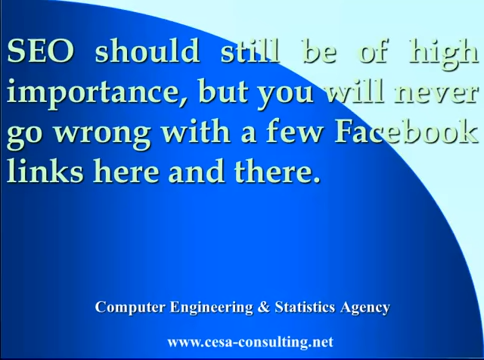 SEO should still be of high
importance, but you will never
go wrong with a few Facebook
links here and there.
Computer Engineering & Statistics Agency
www.cesa-consulting.net